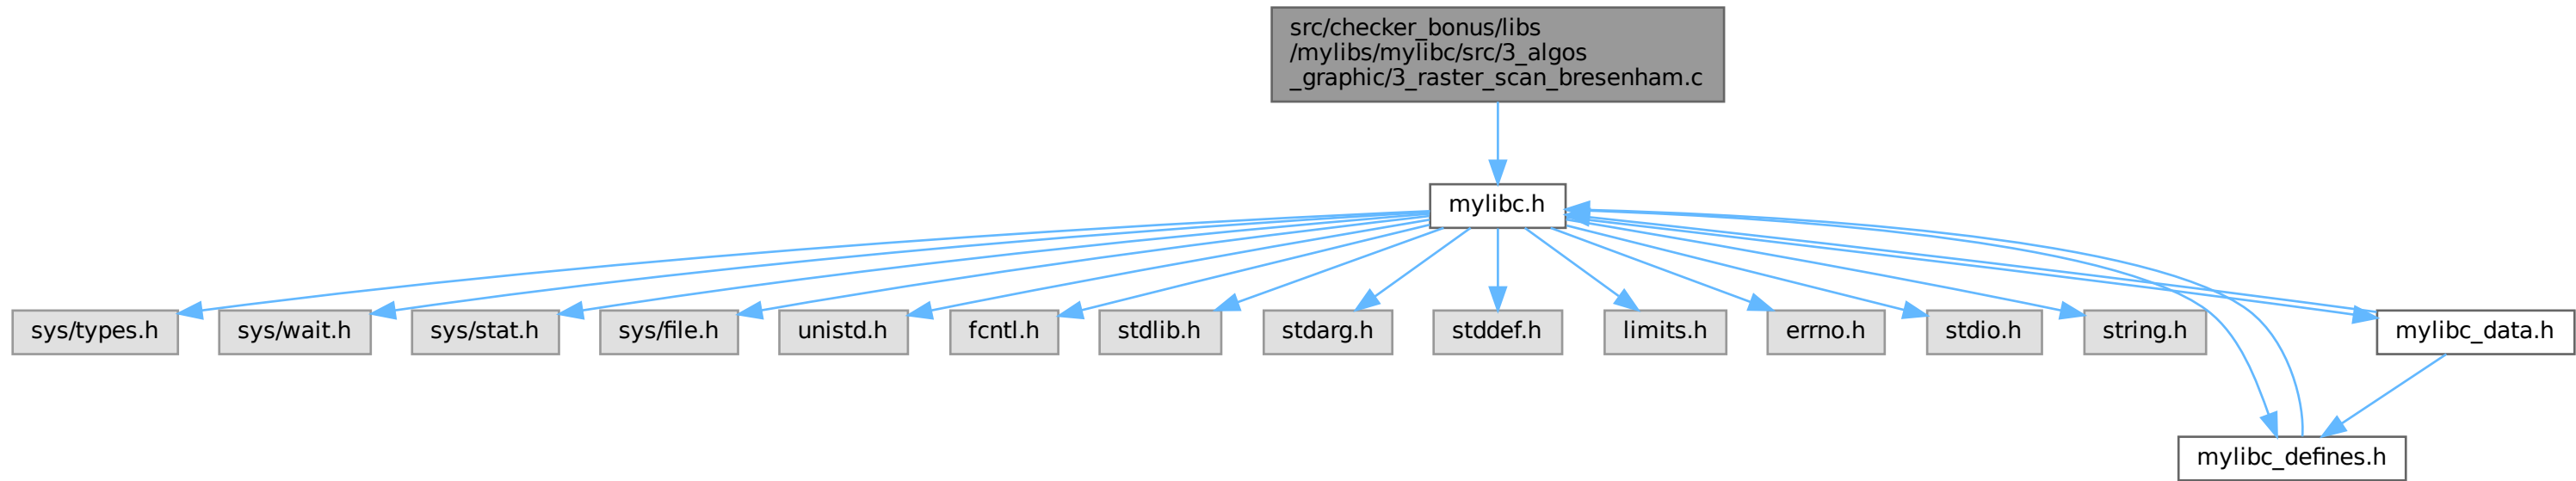 src/checker_bonus/libs
/mylibs/mylibc/src/3_algos
_graphic/3_raster_scan_bresenham.c
mylibc.h
sys/types.h
sys/wait.h
sys/stat.h
sys/file.h
unistd.h
fcntl.h
stdlib.h
stdarg.h
stddef.h
limits.h
errno.h
stdio.h
string.h
mylibc_data.h
mylibc_defines.h